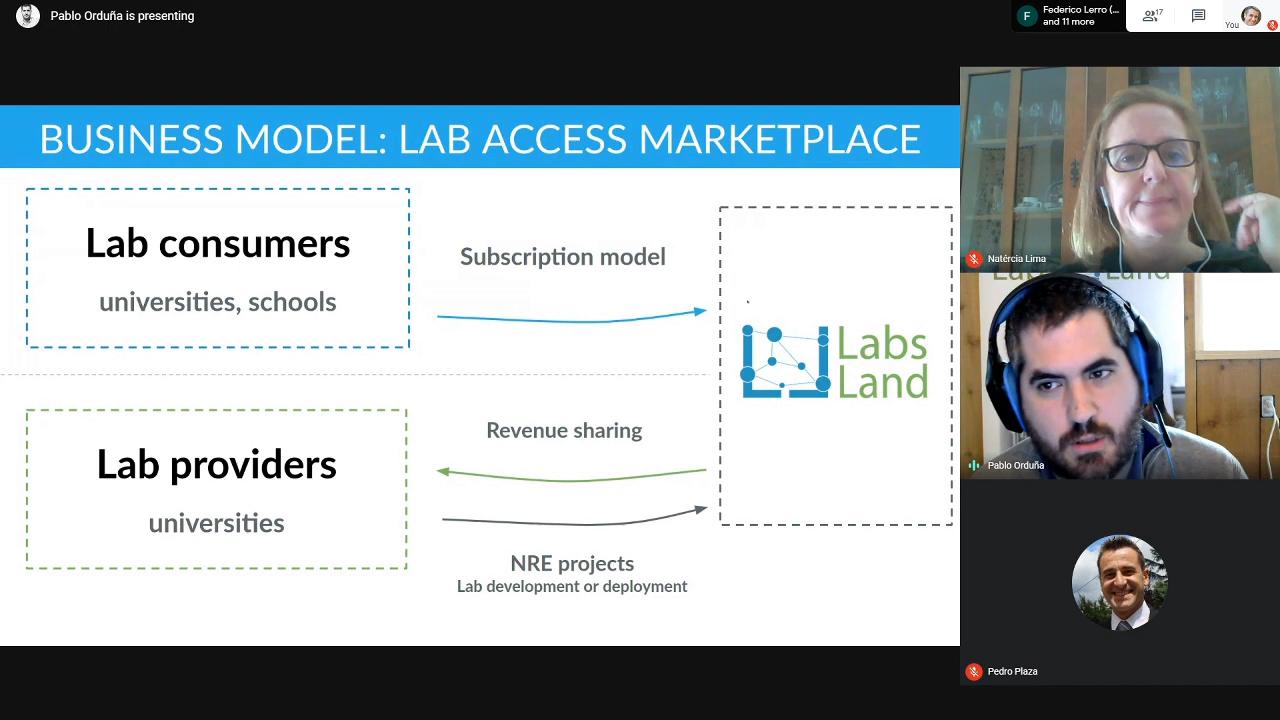 Pablo Orduña is presenting
Federico Lerro (...
and 11 more
17
F
You
BUSINESS MODEL: LAB ACCESS MARKETPLACE
Lab consumers
universities, schools
Subscription model
Labs
Land
Revenue sharing
Lab providers
universities
NRE projects
Lab development or deployment
Natércia Lima
Labs Land
Pablo Orduña
Pedro Plaza